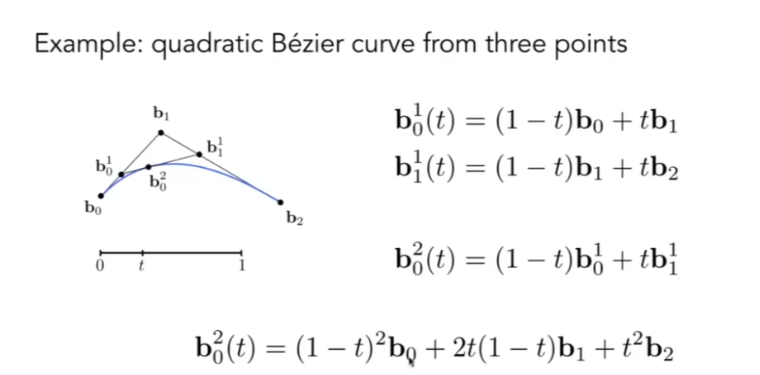 Example: quadratic Bézier curve from three points
b₁
b₀¹
b₁¹
b₀²
b₀
b₂
0 t 1
b₀¹(t) = (1 − t)b₀ + tb₁
b₁¹(t) = (1 − t)b₁ + tb₂
b₀²(t) = (1 − t)b₀¹ + tb₁¹
b₀²(t) = (1 − t)²b₀ + 2t(1 − t)b₁ + t²b₂